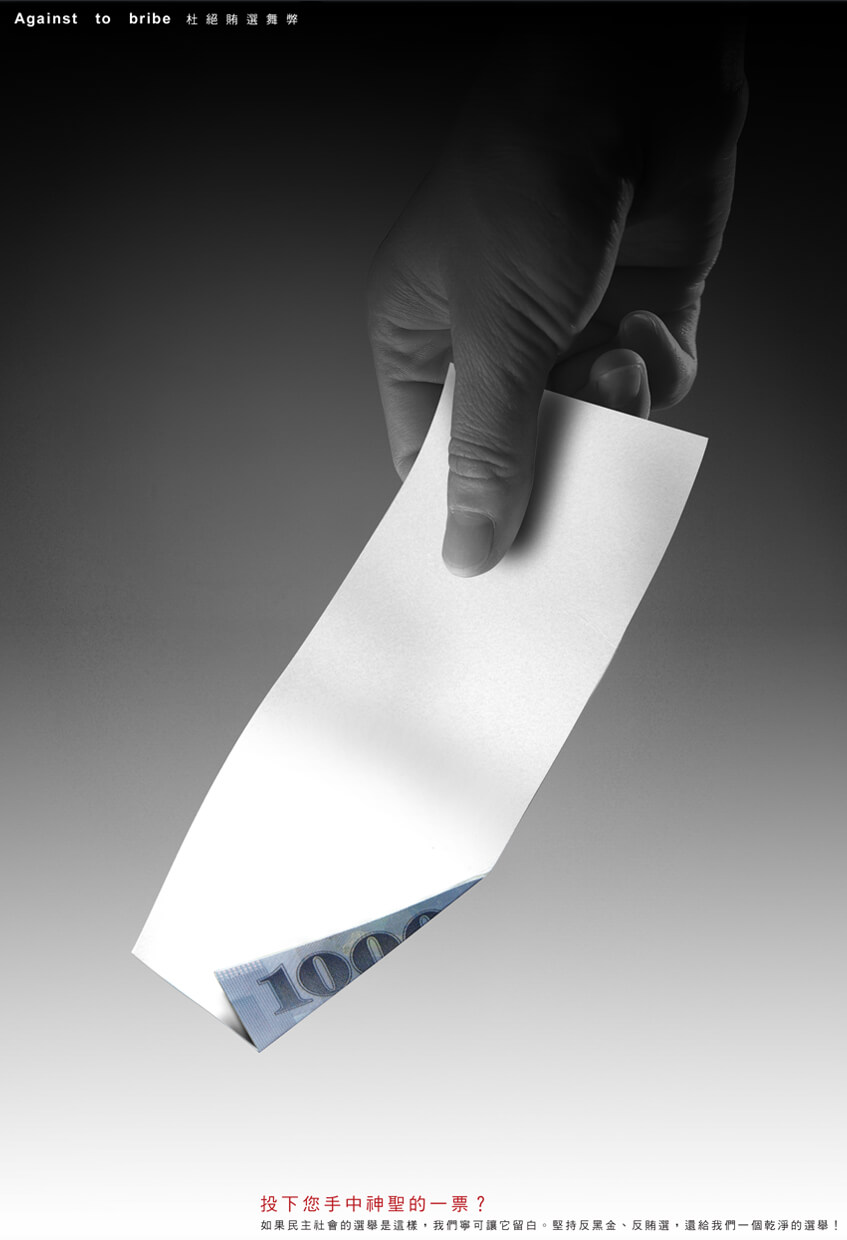 Against to bribe 杜絕賄選舞弊
1000
投下您手中神聖的一票？
如果民主社會的選舉是這樣，我們寧可讓它留白。堅持反黑金、反賄選，還給我們一個乾淨的選舉！